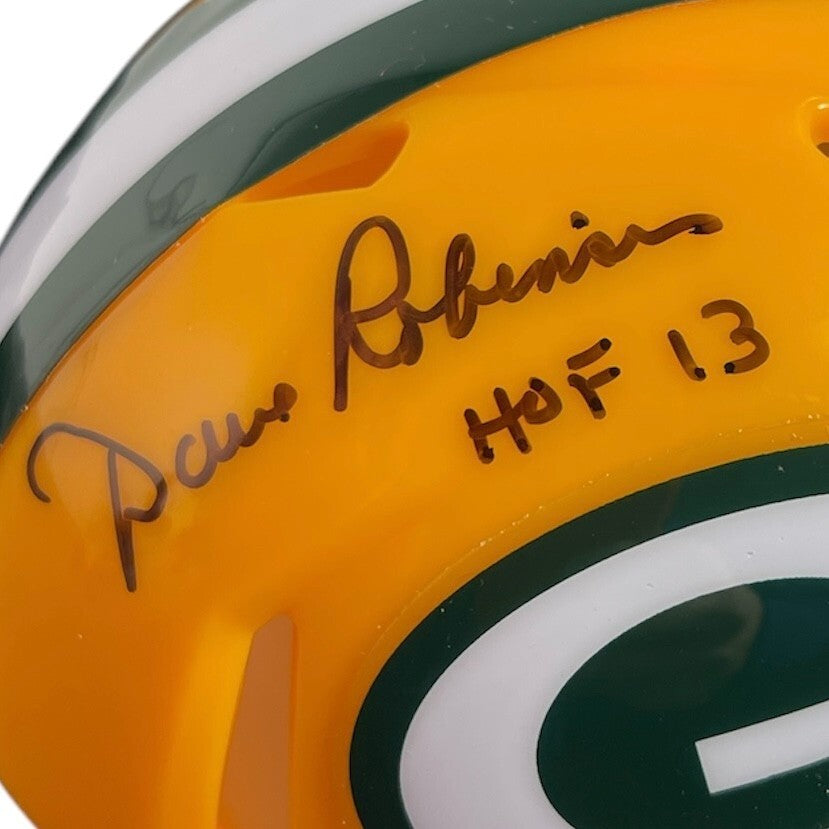 Dave Robinson
HOF 13
G